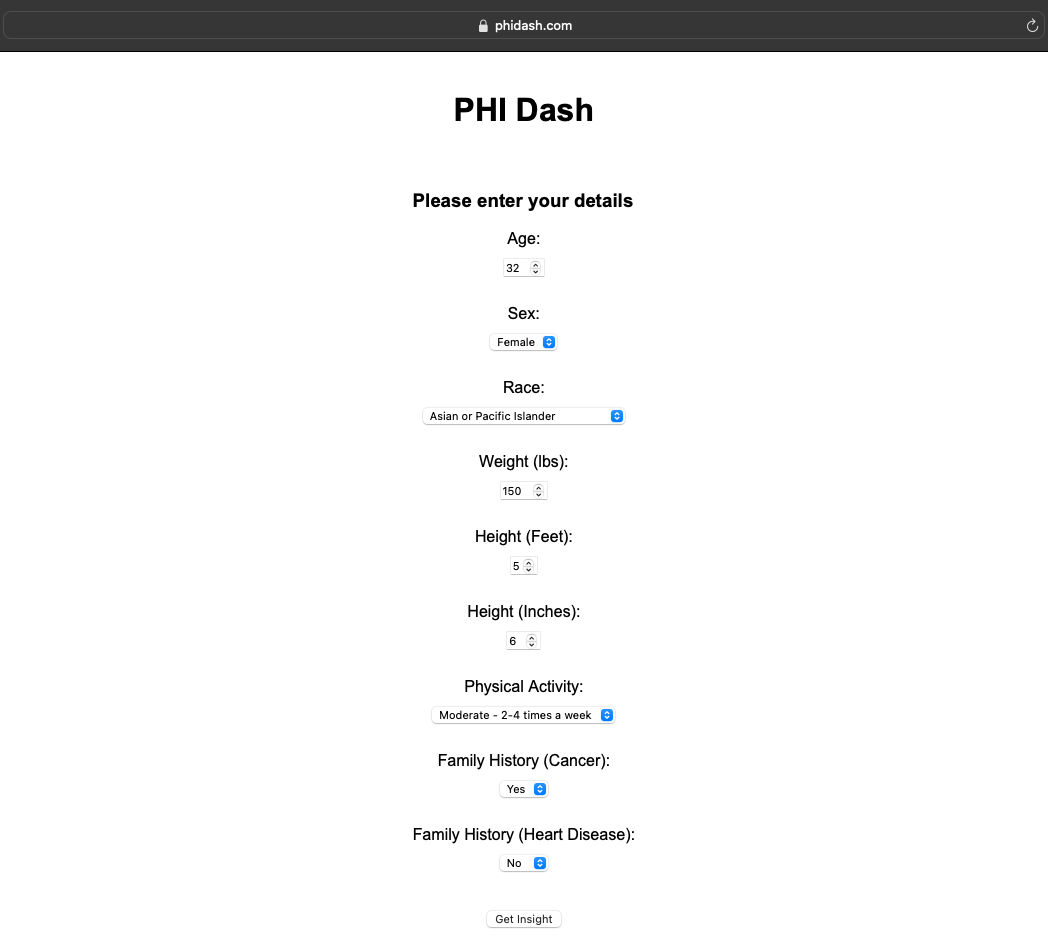 phidash.com
PHI Dash
Please enter your details
Age:
32
Sex:
Female
Race:
Asian or Pacific Islander
Weight (lbs):
150
Height (Feet):
5
Height (Inches):
6
Physical Activity:
Moderate - 2-4 times a week
Family History (Cancer):
Yes
Family History (Heart Disease):
No
Get Insight